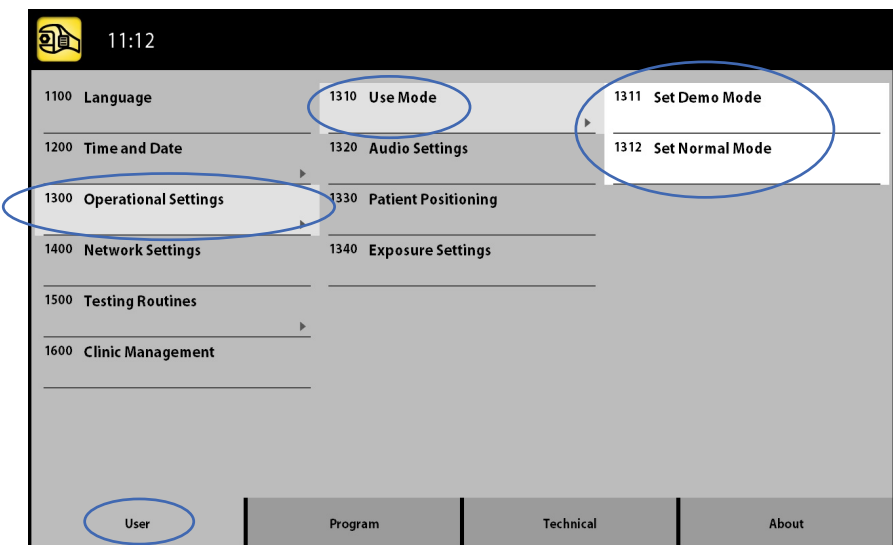 11:12
1100 Language
1200 Time and Date
1300 Operational Settings
1400 Network Settings
1500 Testing Routines
1600 Clinic Management
1310 Use Mode
1320 Audio Settings
1330 Patient Positioning
1340 Exposure Settings
1311 Set Demo Mode
1312 Set Normal Mode
User
Program
Technical
About